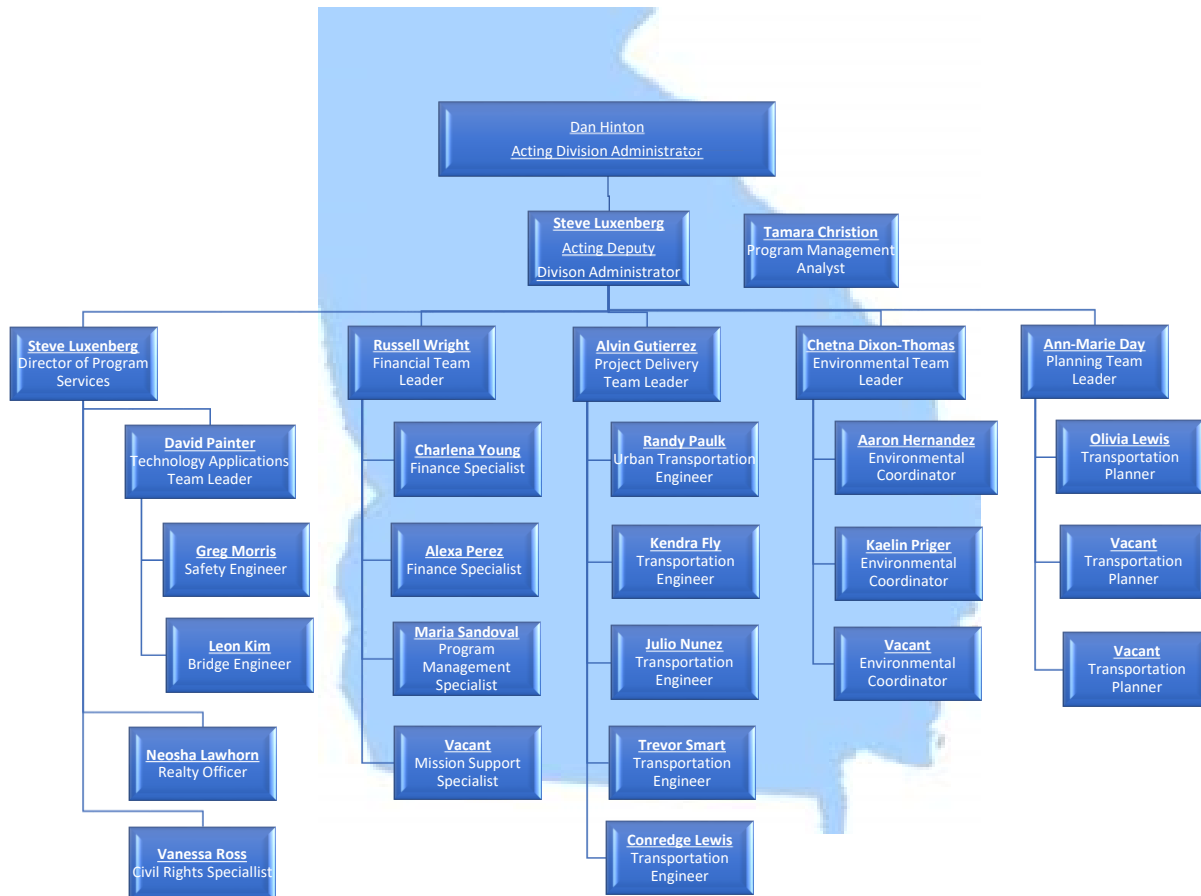 Dan Hinton
Acting Division Administrator
Steve Luxenberg
Acting Deputy
Divison Administrator
Tamara Christion
Program Management
Analyst
Steve Luxenberg
Director of Program
Services
Russell Wright
Financial Team
Leader
Alvin Gutierrez
Project Delivery
Team Leader
Chetna Dixon-Thomas
Environmental Team
Leader
Ann-Marie Day
Planning Team
Leader
David Painter
Technology Applications
Team Leader
Greg Morris
Safety Engineer
Leon Kim
Bridge Engineer
Neosha Lawhorn
Realty Officer
Vanessa Ross
Civil Rights Speciallist
Charlena Young
Finance Specialist
Alexa Perez
Finance Specialist
Maria Sandoval
Program
Management
Specialist
Vacant
Mission Support
Specialist
Randy Paulk
Urban Transportation
Engineer
Kendra Fly
Transportation
Engineer
Julio Nunez
Transportation
Engineer
Trevor Smart
Transportation
Engineer
Conredge Lewis
Transportation
Engineer
Aaron Hernandez
Environmental
Coordinator
Kaelin Priger
Environmental
Coordinator
Vacant
Environmental
Coordinator
Olivia Lewis
Transportation
Planner
Vacant
Transportation
Planner
Vacant
Transportation
Planner